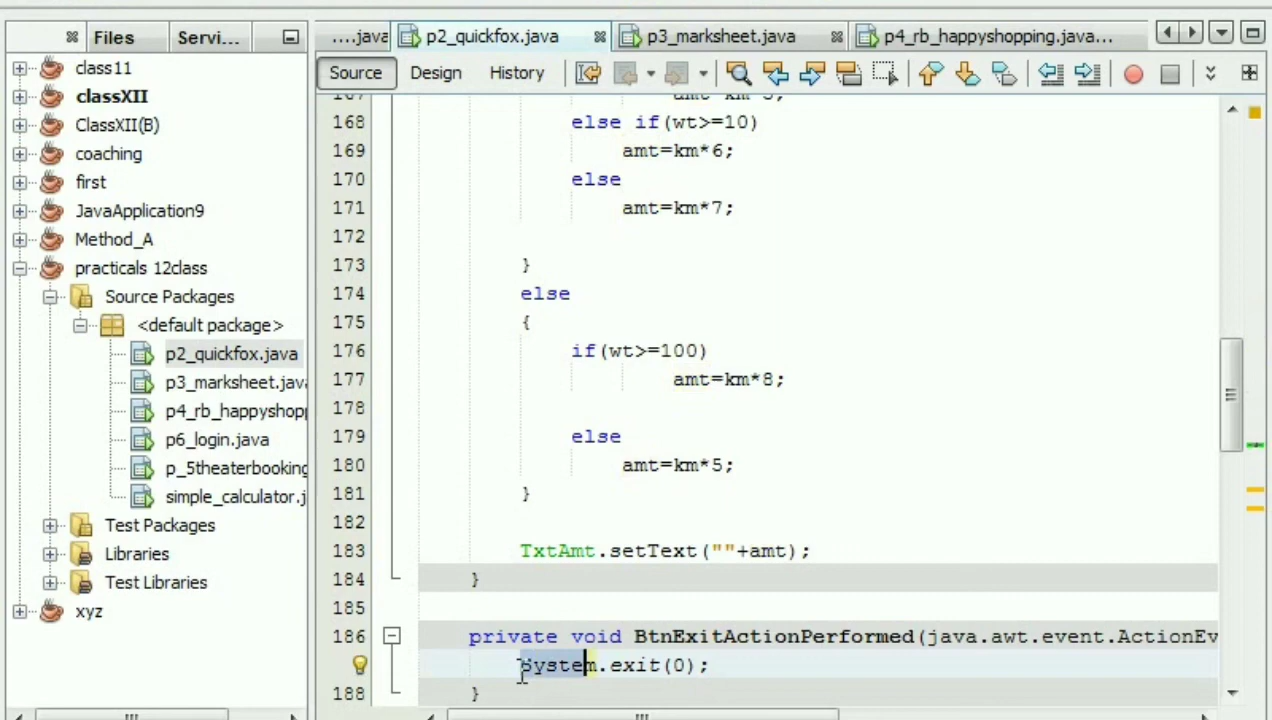 Files
Servi...
class11
classXII
ClassXII(B)
coaching
first
JavaApplication9
Method_A
practicals 12class
Source Packages
<default package>
p2_quickfox.java
p3_marksheet.java
p4_rb_happyshopp
p6_login.java
p_5theaterbooking
simple_calculator.j
Test Packages
Libraries
Test Libraries
xyz
....java
p2_quickfox.java
p3_marksheet.java
p4_rb_happyshopping.java...
Source
Design
History
168 else if(wt>=10)
169 amt=km*6;
170 else
171 amt=km*7;
172
173 }
174 else
175 {
176 if(wt>=100)
177 amt=km*8;
178
179 else
180 amt=km*5;
181 }
182
183 TxtAmt.setText(""+amt);
184 }
185
186 private void BtnExitActionPerformed(java.awt.event.ActionEv
System.exit(0);
188 }